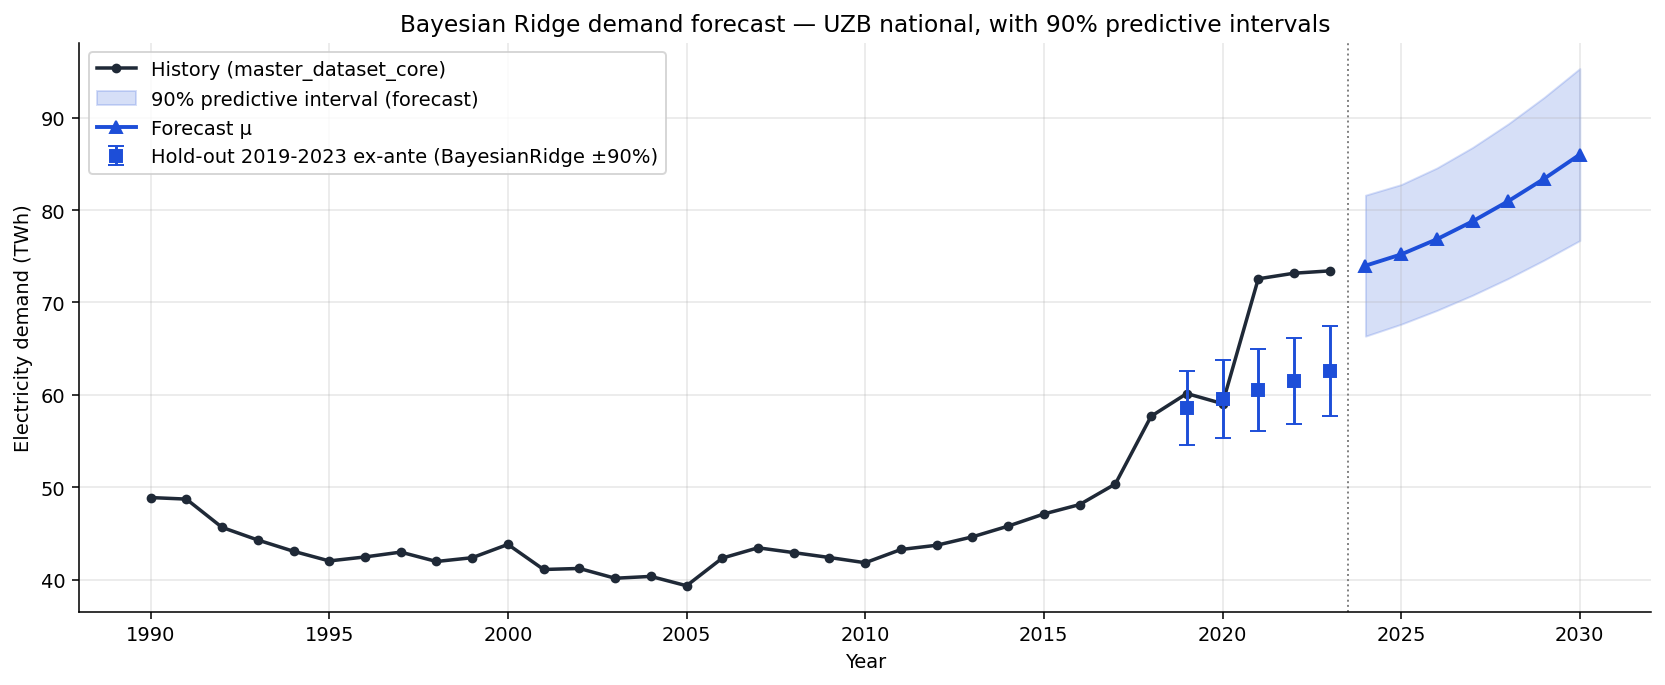 Bayesian Ridge demand forecast — UZB national, with 90% predictive intervals
History (master_dataset_core)
90% predictive interval (forecast)
Forecast μ
Hold-out 2019-2023 ex-ante (BayesianRidge ±90%)
Electricity demand (TWh)
90
80
70
60
50
40
1990
1995
2000
2005
2010
2015
2020
2025
2030
Year